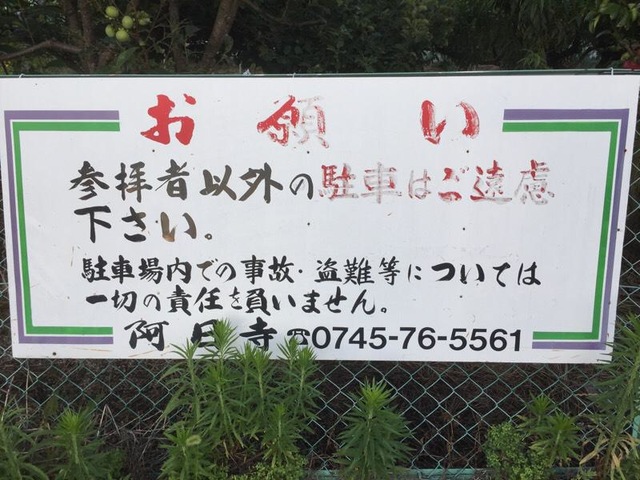 お願い
参拝者以外の駐車はご遠慮
下さい。
駐車場内での事故・盗難等については
一切の責任を負いません。
阿日寺☎0745-76-5561